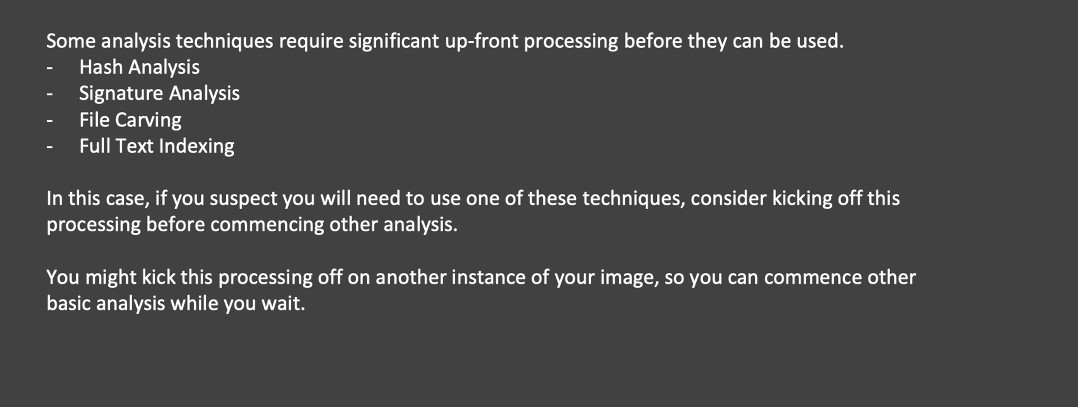 Some analysis techniques require significant up-front processing before they can be used.
- Hash Analysis
- Signature Analysis
- File Carving
- Full Text Indexing
In this case, if you suspect you will need to use one of these techniques, consider kicking off this
processing before commencing other analysis.
You might kick this processing off on another instance of your image, so you can commence other
basic analysis while you wait.